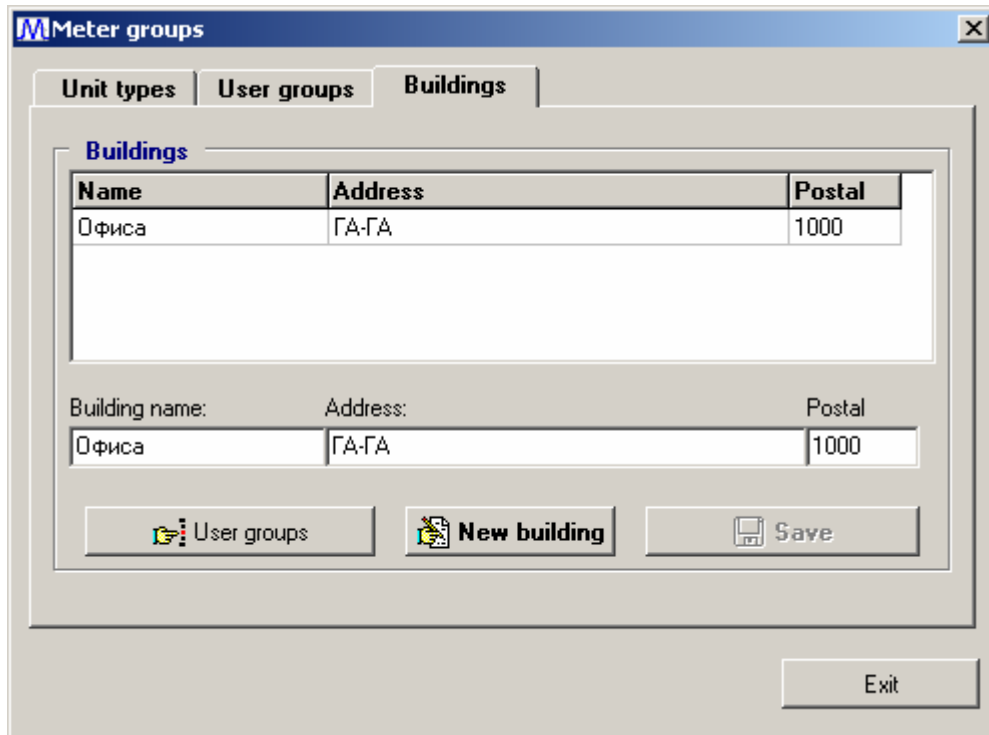 Meter groups
Unit types User groups Buildings
Buildings
Name Address Postal
Офиса ГА-ГА 1000
Building name: Address: Postal
Офиса ГА-ГА 1000
User groups New building Save
Exit